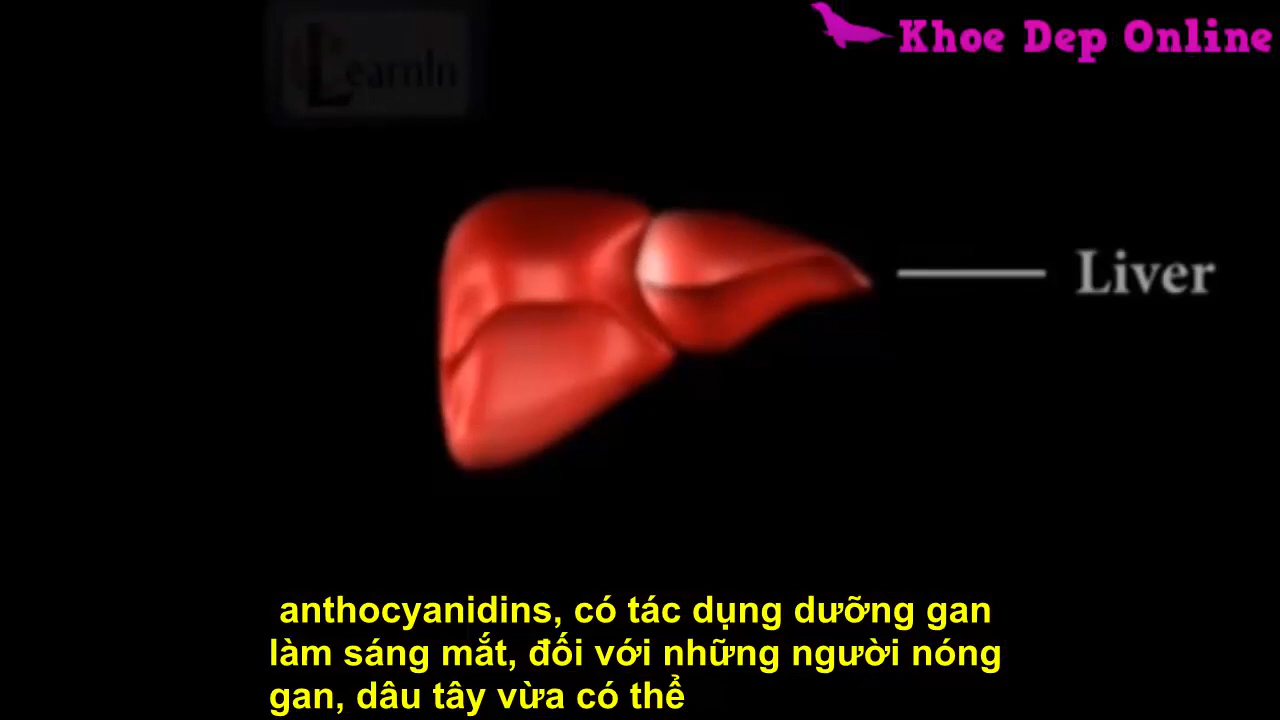 Khoe Dep Online
LearnIn
Liver
anthocyanidins, có tác dụng dưỡng gan
làm sáng mắt, đối với những người nóng
gan, dâu tây vừa có thể